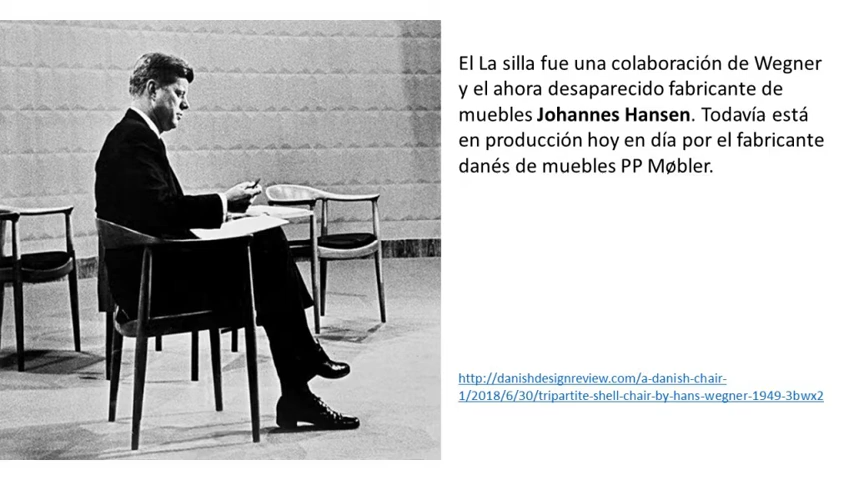 El La silla fue una colaboración de Wegner
y el ahora desaparecido fabricante de
muebles Johannes Hansen. Todavía está
en producción hoy en día por el fabricante
danés de muebles PP Møbler.
http://danishdesignreview.com/a-danish-chair-
1/2018/6/30/tripartite-shell-chair-by-hans-wegner-1949-3bwx2